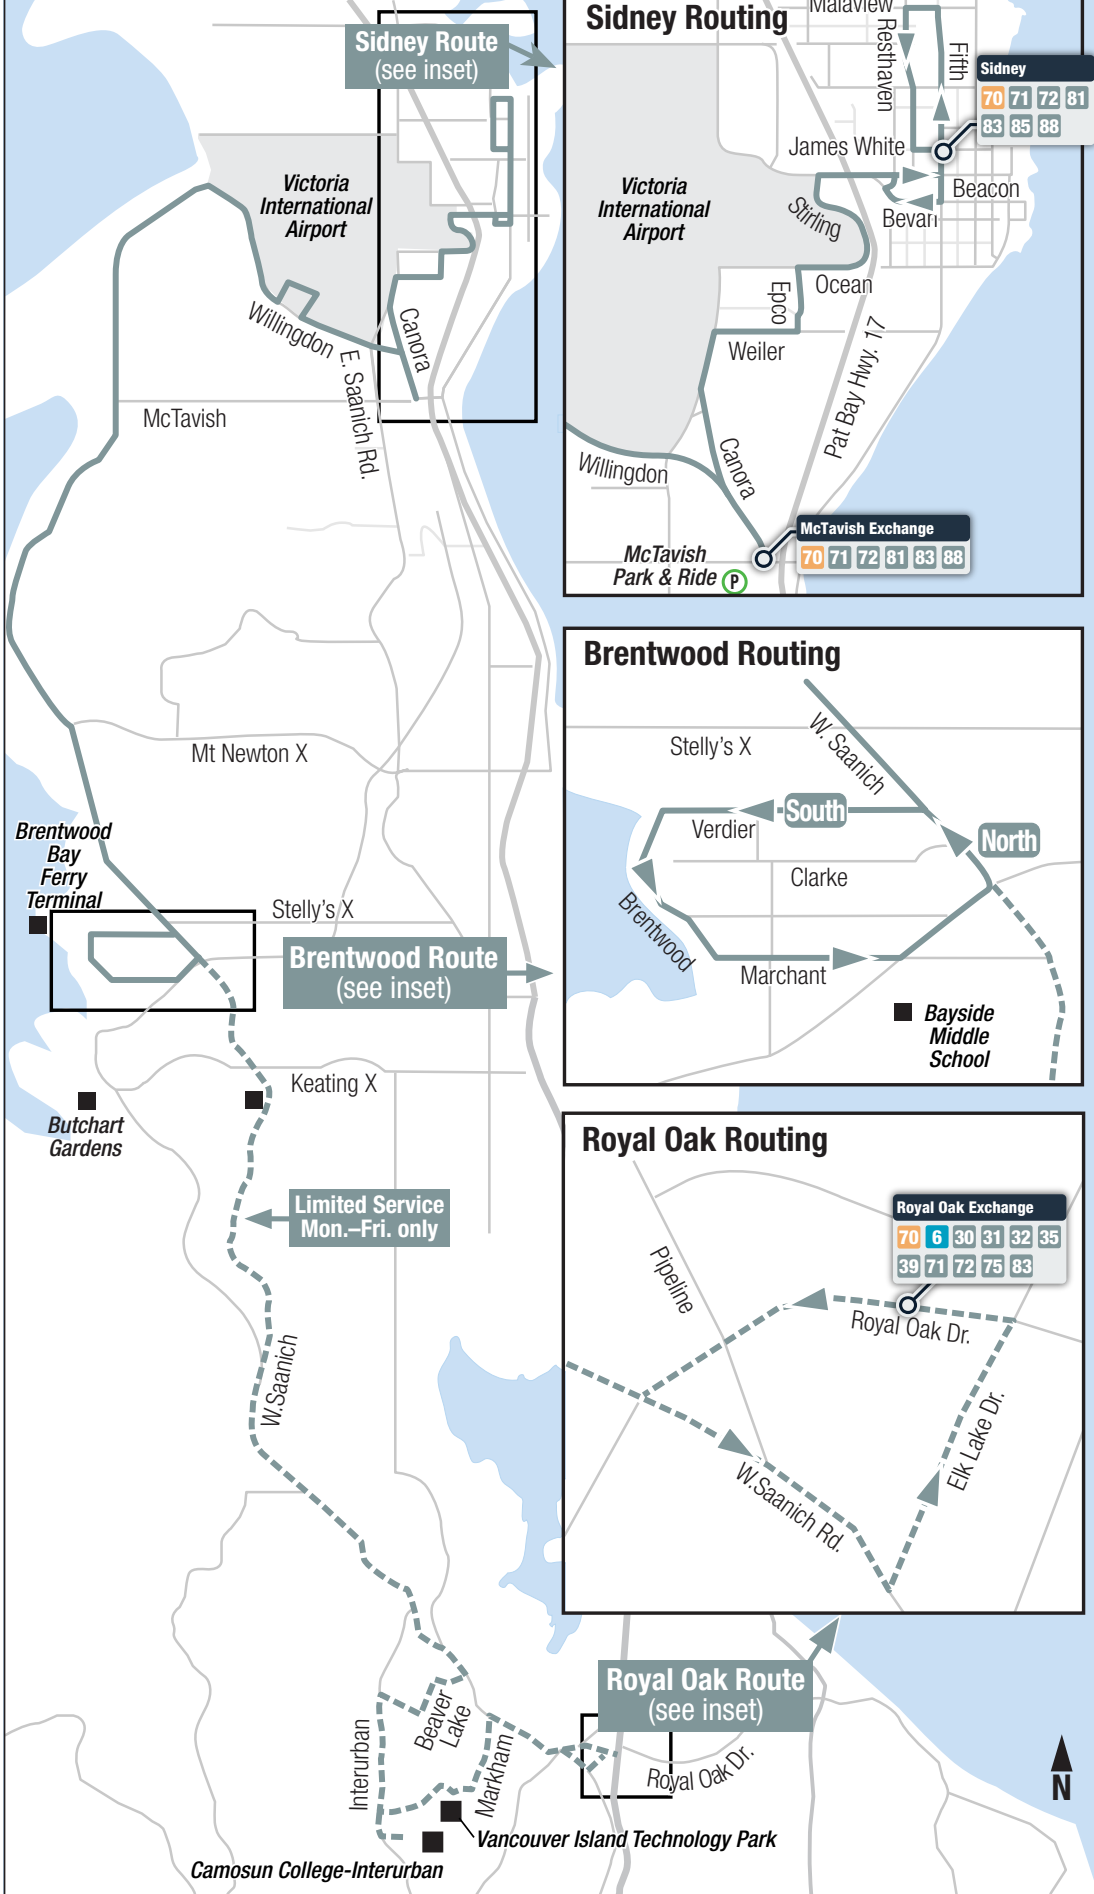 Sidney Route
(see inset)
Victoria
International
Airport
Willingdon
Canora
E. Saanich Rd.
McTavish
Mt Newton X
Brentwood
Bay
Ferry
Terminal
Stelly's X
Brentwood Route
(see inset)
Keating X
Butchart
Gardens
Limited Service
Mon.–Fri. only
W.Saanich
Beaver
Lake
Interurban
Markham
Royal Oak Route
(see inset)
Royal Oak Dr.
Vancouver Island Technology Park
Camosun College-Interurban
N
Sidney Routing
Malaview
Resthaven
Fifth
Sidney
70 71 72 81
83 85 88
James White
Beacon
Bevan
Stirling
Victoria
International
Airport
Ocean
Epco
Weiler
Pat Bay Hwy. 17
Willingdon
Canora
McTavish Exchange
70 71 72 81 83 88
McTavish
Park & Ride P
Brentwood Routing
W. Saanich
Stelly's X
South
Verdier
North
Clarke
Brentwood
Marchant
Bayside
Middle
School
Royal Oak Routing
Royal Oak Exchange
70 6 30 31 32 35
39 71 72 75 83
Pipeline
Royal Oak Dr.
Elk Lake Dr.
W.Saanich Rd.